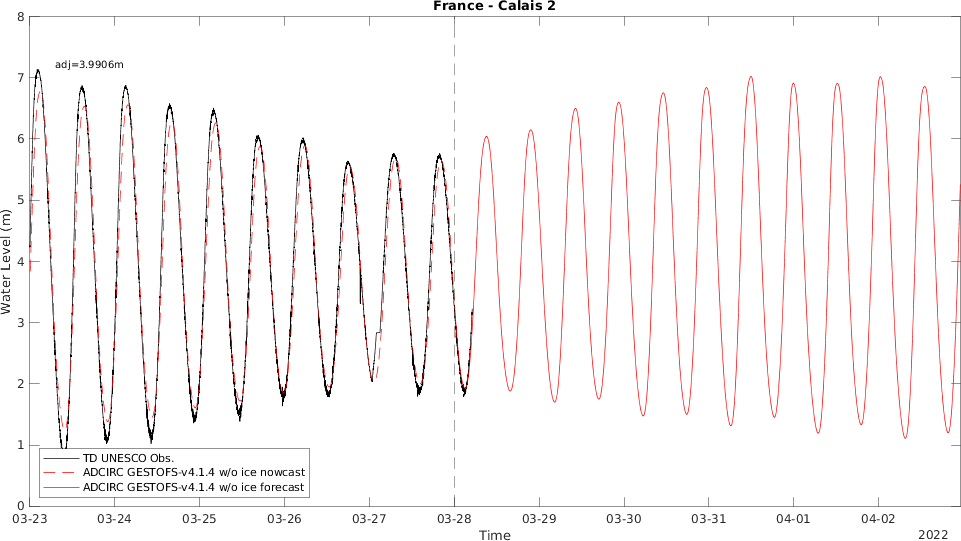 France - Calais 2
adj=3.9906m
Water Level (m)
8
7
6
5
4
3
2
1
0
TD UNESCO Obs.
ADCIRC GESTOFS-v4.1.4 w/o ice nowcast
ADCIRC GESTOFS-v4.1.4 w/o ice forecast
03-23 03-24 03-25 03-26 03-27 03-28 03-29 03-30 03-31 04-01 04-02
Time
2022